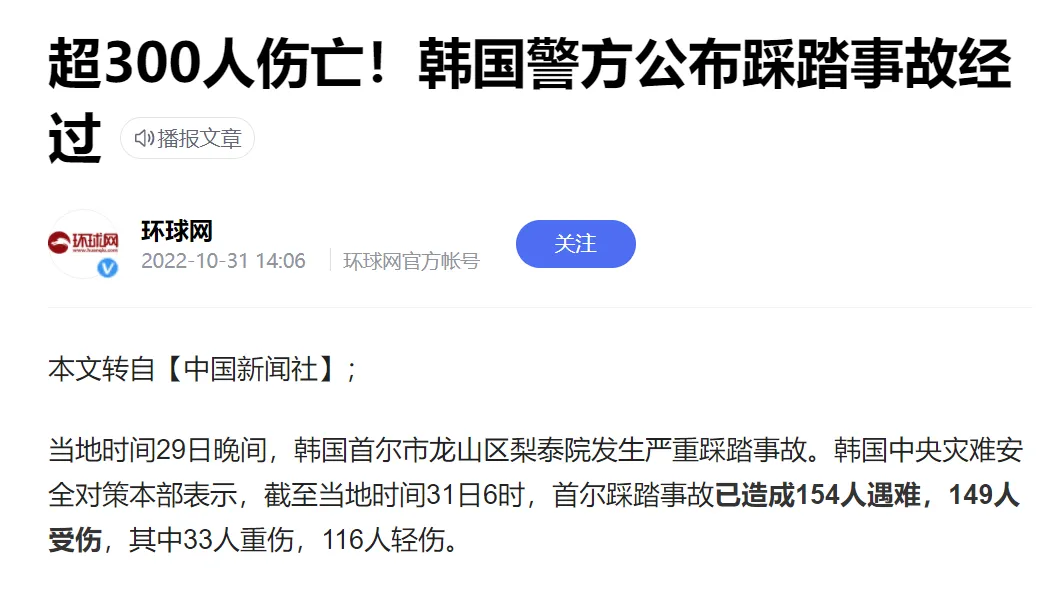 超300人伤亡！韩国警方公布踩踏事故经
过 播报文章
环球网
环球网
2022-10-31 14:06 环球网官方帐号
关注
本文转自【中国新闻社】；
当地时间29日晚间，韩国首尔市龙山区梨泰院发生严重踩踏事故。韩国中央灾难安
全对策本部表示，截至当地时间31日6时，首尔踩踏事故已造成154人遇难，149人
受伤，其中33人重伤，116人轻伤。